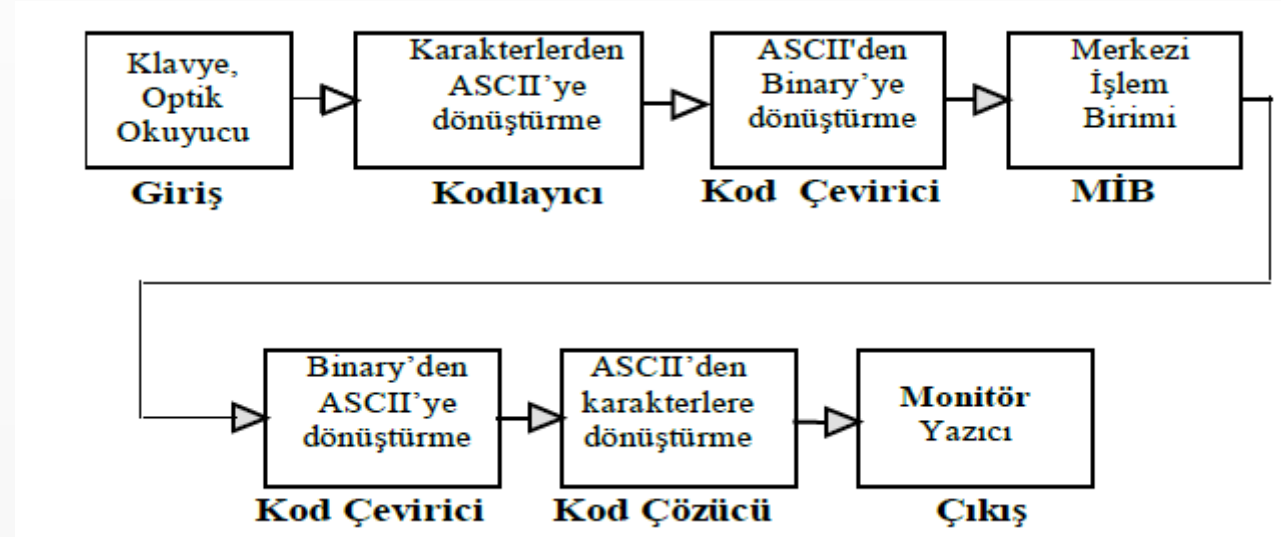 Klavye,
Optik
Okuyucu
Giriş
Karakterlerden
ASCII’ye
dönüştürme
Kodlayıcı
ASCII'den
Binary’ye
dönüştürme
Kod Çevirici
Merkezi
İşlem
Birimi
MİB
Binary’den
ASCII’ye
dönüştürme
Kod Çevirici
ASCII’den
karakterlere
dönüştürme
Kod Çözücü
Monitör
Yazıcı
Çıkış